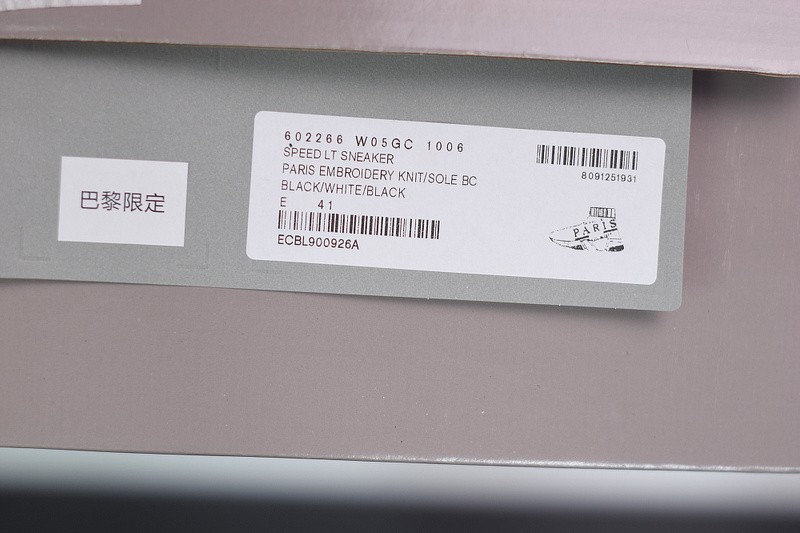 巴黎限定
602266 W05GC 1006
SPEED LT SNEAKER
PARIS EMBROIDERY KNIT/SOLE BC
BLACK/WHITE/BLACK
E 41
ECBL900926A
8091251931
PARIS